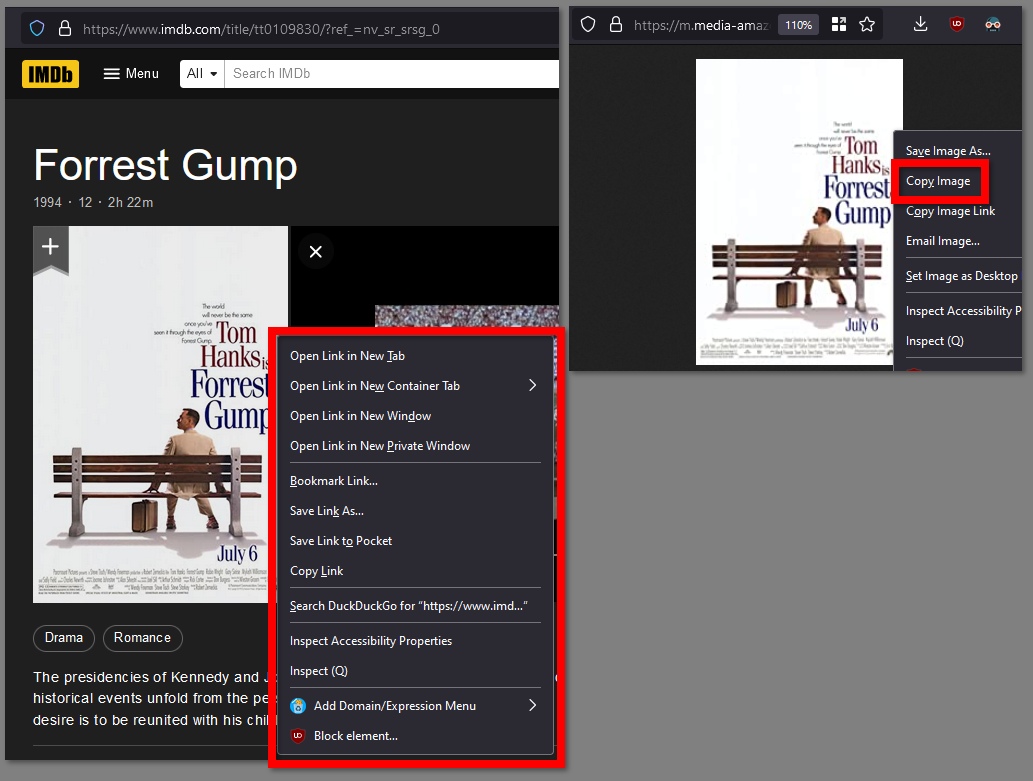 https://www.imdb.com/title/tt0109830/?ref_=nv_sr_srsg_0
IMDb
Menu
All
Search IMDb
Forrest Gump
1994 · 12 · 2h 22m
The world
will never be the same
once you've
seen it through the eyes of
Forrest Gump.
Tom
Hanks is
Forres
Gump
July 6
Drama
Romance
The presidencies of Kennedy and
historical events unfold from the
desire is to be reunited with his
Open Link in New Tab
Open Link in New Container Tab
Open Link in New Window
Open Link in New Private Window
Bookmark Link...
Save Link As...
Save Link to Pocket
Copy Link
Search DuckDuckGo for “https://www.imd...”
Inspect Accessibility Properties
Inspect (Q)
Add Domain/Expression Menu
UO
Block element...
https://m.media-amaz
110%
UO
The world
will never be the same
once you've
seen it through the eyes of
Forrest Gump.
Tom
Hanks is
Forrest
Gump
July 6
Save Image As...
Copy Image
Copy Image Link
Email Image...
Set Image as Desktop
Inspect Accessibility P
Inspect (Q)